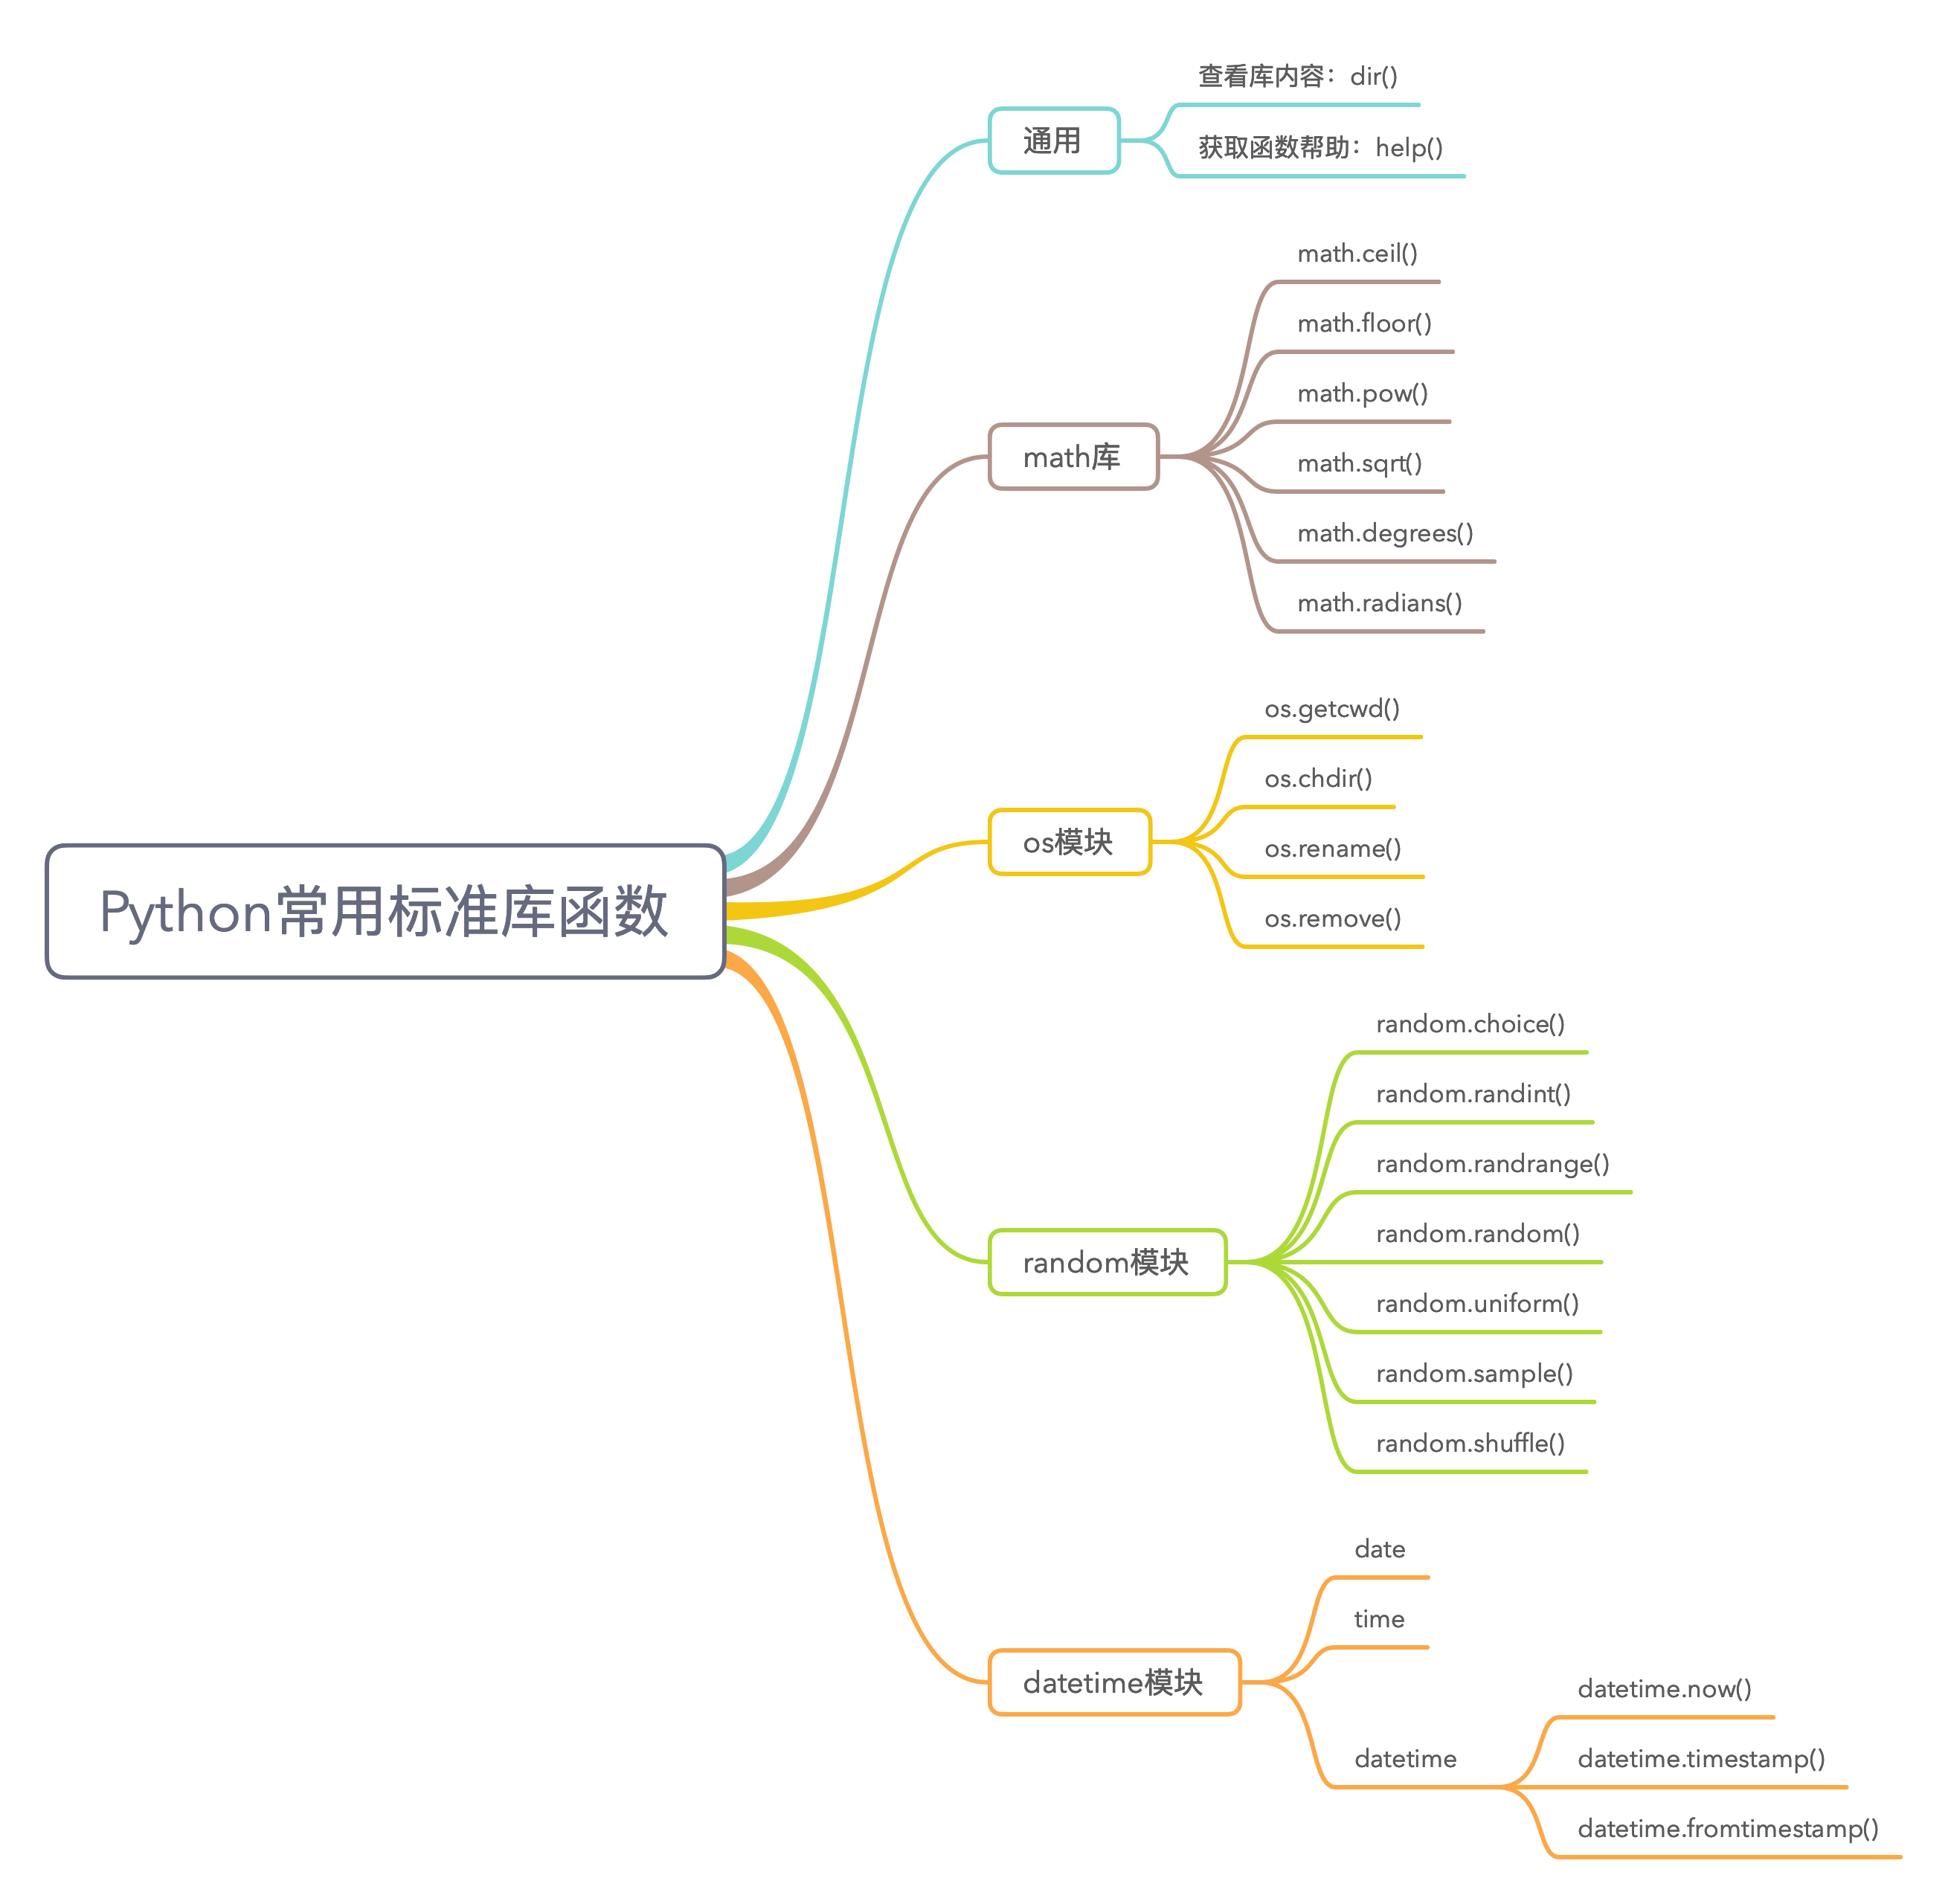 Python常用标准库函数
通用
查看库内容：dir()
获取函数帮助：help()
math库
math.ceil()
math.floor()
math.pow()
math.sqrt()
math.degrees()
math.radians()
os模块
os.getcwd()
os.chdir()
os.rename()
os.remove()
random模块
random.choice()
random.randint()
random.randrange()
random.random()
random.uniform()
random.sample()
random.shuffle()
datetime模块
date
time
datetime
datetime.now()
datetime.timestamp()
datetime.fromtimestamp()